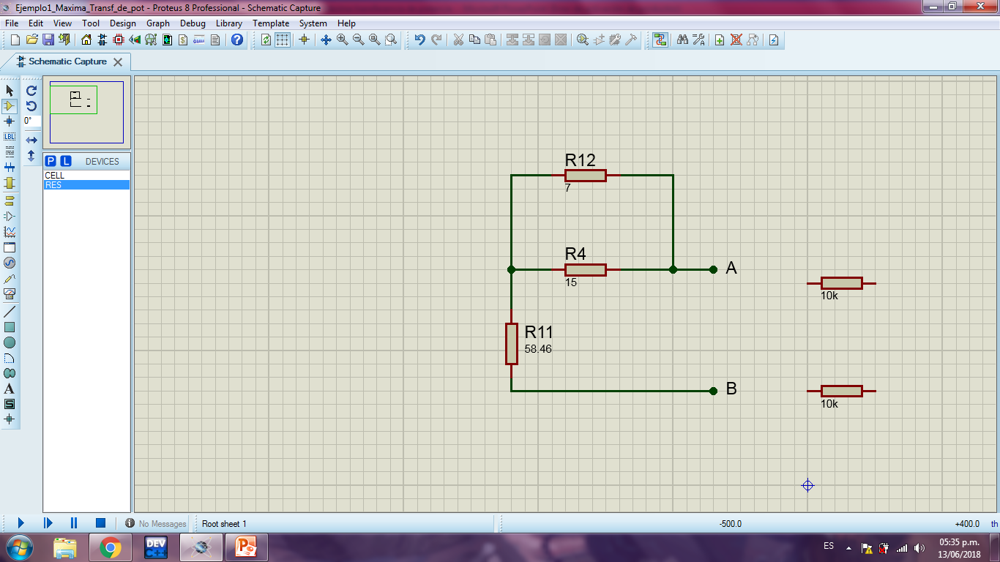 Ejemplo1_Maxima_Transf_de_pot - Proteus 8 Professional - Schematic Capture
File Edit View Tool Design Graph Debug Library Template System Help
Schematic Capture
0°
P L DEVICES
CELL
RES
LBL
A
S
R12
7
R4
15
A
10k
R11
58.46
B
10k
No Messages Root sheet 1 -500.0 +400.0 th
DEV
C++
ES
05:35 p.m.
13/06/2018